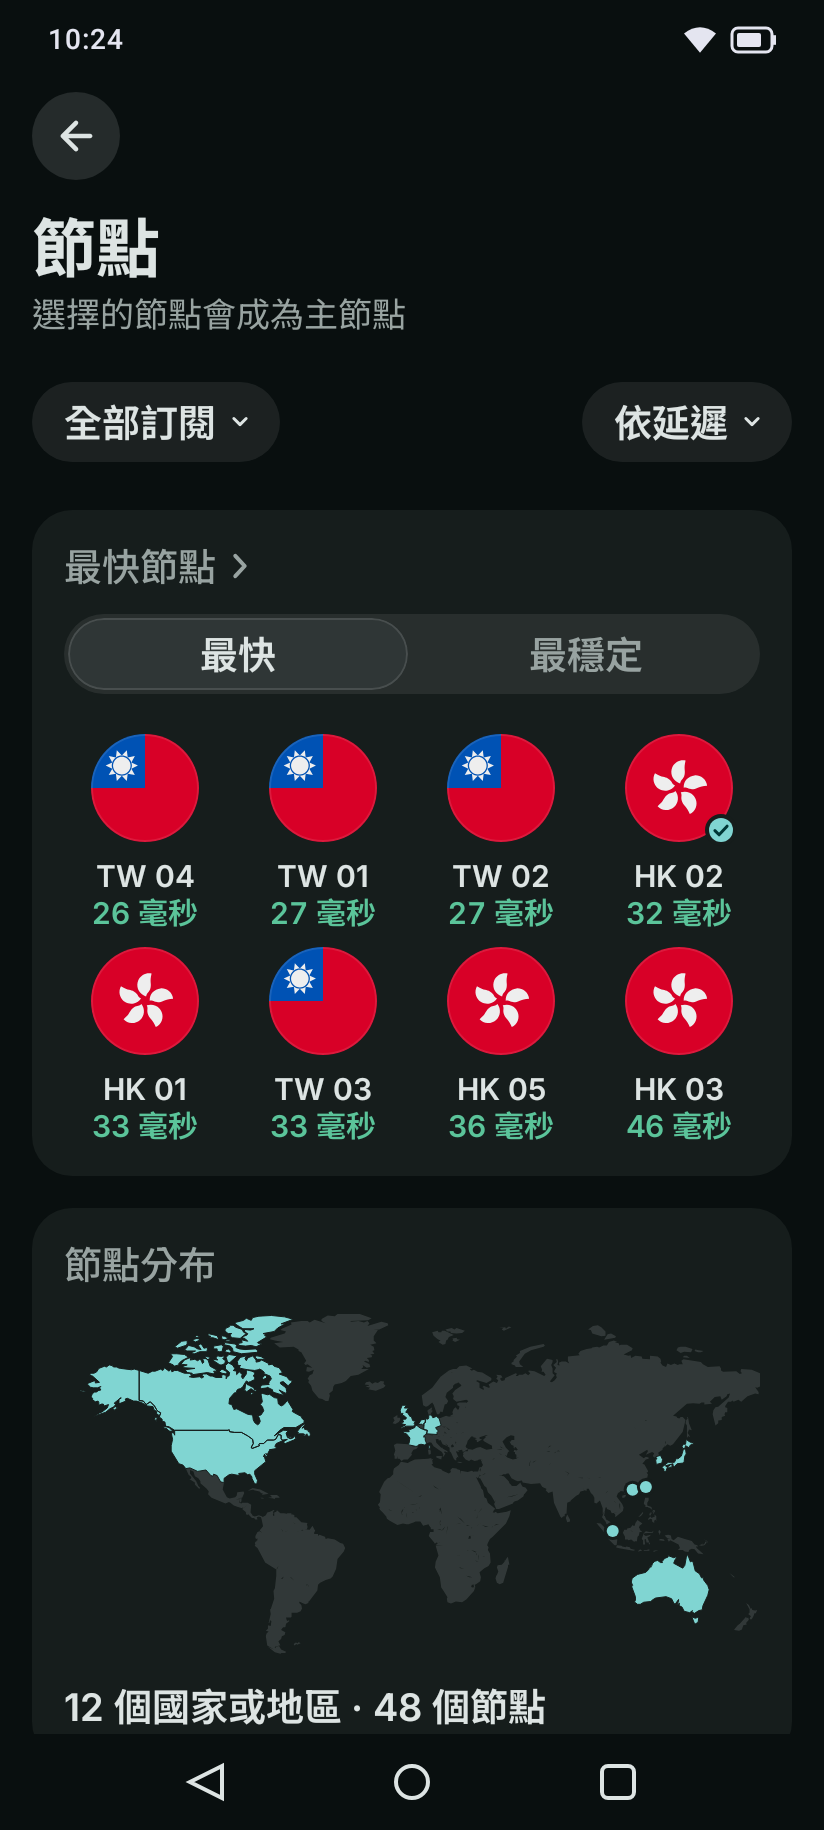 10:24
節點
選擇的節點會成為主節點
全部訂閱
依延遲
最快節點
最快
最穩定
TW 04
TW 01
TW 02
HK 02
26 毫秒
27 毫秒
27 毫秒
32 毫秒
HK 01
TW 03
HK 05
HK 03
33 毫秒
33 毫秒
36 毫秒
46 毫秒
節點分布
12 個國家或地區 · 48 個節點